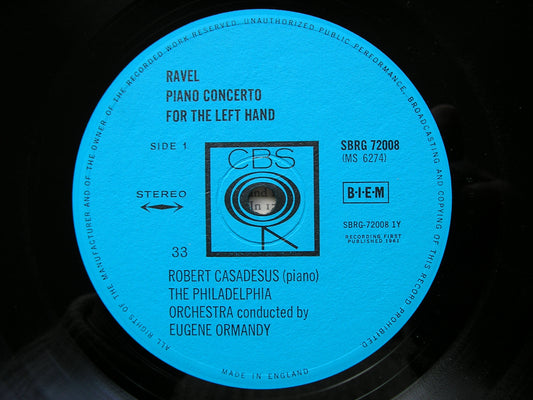 ALL RIGHTS OF THE MANUFACTURER AND OF THE OWNER OF THE RECORDED WORK RESERVED. UNAUTHORIZED PUBLIC PERFORMANCE, BROADCASTING AND COPYING OF THIS RECORD PROHIBITED
RAVEL
PIANO CONCERTO
FOR THE LEFT HAND
SIDE 1
CBS
SBRG 72008
(MS 6274)
STEREO
B·I·E·M
SBRG-72008 1Y
RECORDING FIRST
PUBLISHED 1961
33
ROBERT CASADESUS (piano)
THE PHILADELPHIA
ORCHESTRA conducted by
EUGENE ORMANDY
MADE IN ENGLAND